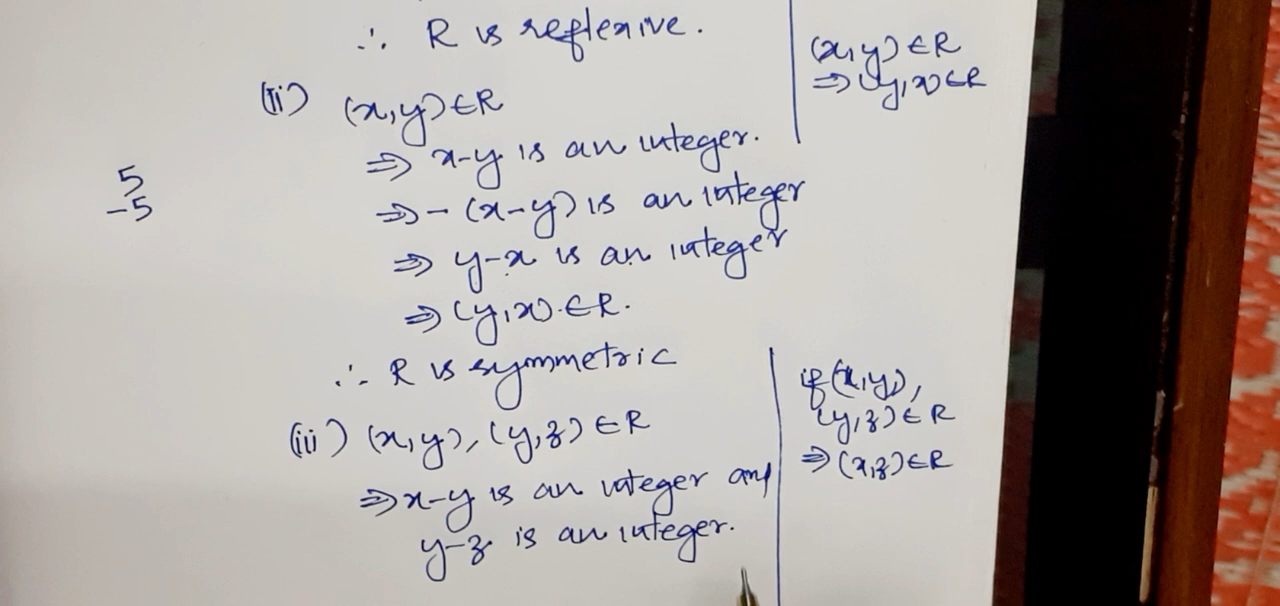 ∴ R is reflexive.
(x,y)∈R
⇒ (y,x)∈R
(ii) (x,y)∈R
⇒ x-y is an integer.
5
-5
⇒ -(x-y) is an integer
⇒ y-x is an integer
⇒ (y,x)∈R.
∴ R is symmetric
if (x,y),
(y,z)∈R
⇒ (x,z)∈R
(iii) (x,y), (y,z)∈R
⇒ x-y is an integer and
y-z is an integer.